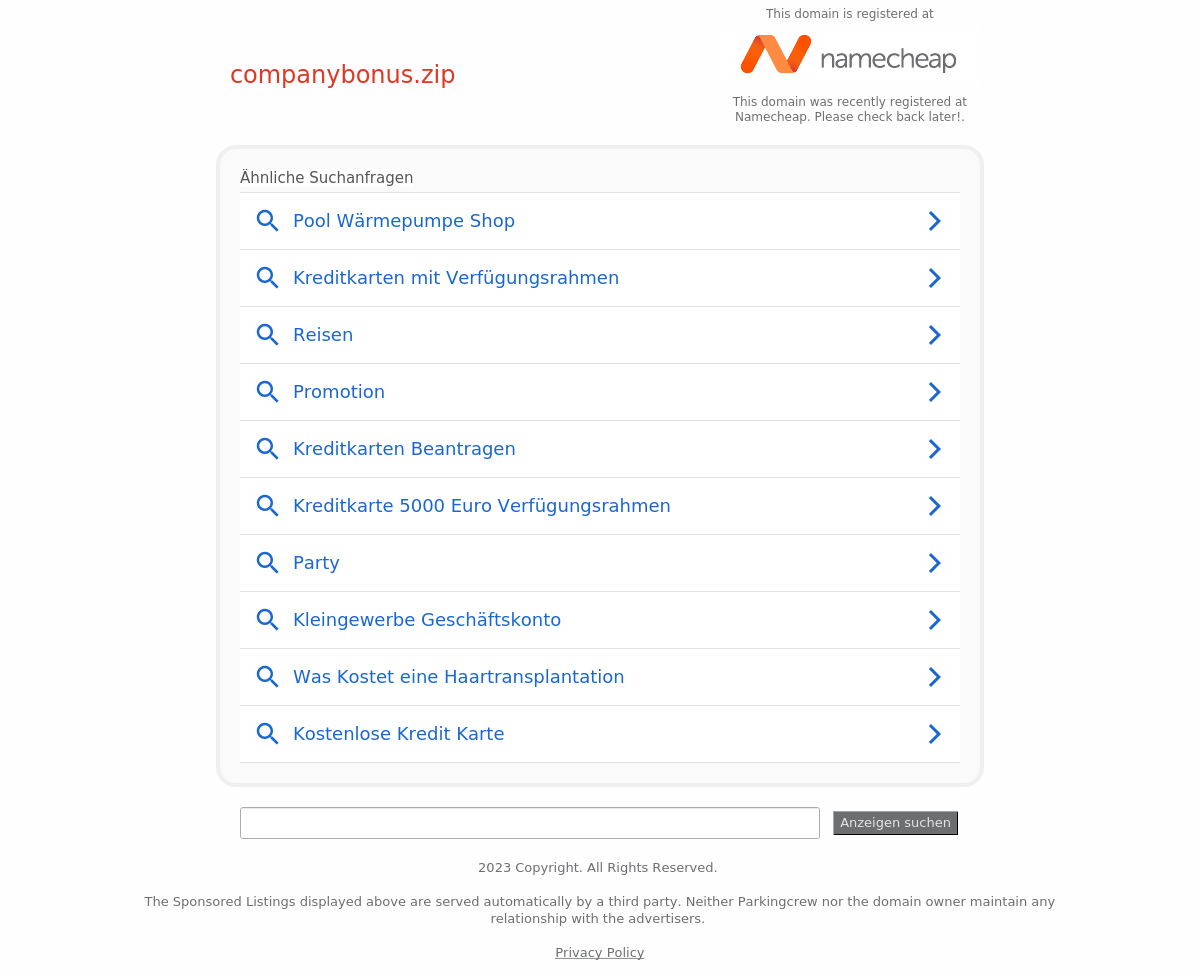 This domain is registered at
namecheap
companybonus.zip
This domain was recently registered at
Namecheap. Please check back later!.
Ähnliche Suchanfragen
Pool Wärmepumpe Shop
Kreditkarten mit Verfügungsrahmen
Reisen
Promotion
Kreditkarten Beantragen
Kreditkarte 5000 Euro Verfügungsrahmen
Party
Kleingewerbe Geschäftskonto
Was Kostet eine Haartransplantation
Kostenlose Kredit Karte
Anzeigen suchen
2023 Copyright. All Rights Reserved.
The Sponsored Listings displayed above are served automatically by a third party. Neither Parkingcrew nor the domain owner maintain any
relationship with the advertisers.
Privacy Policy